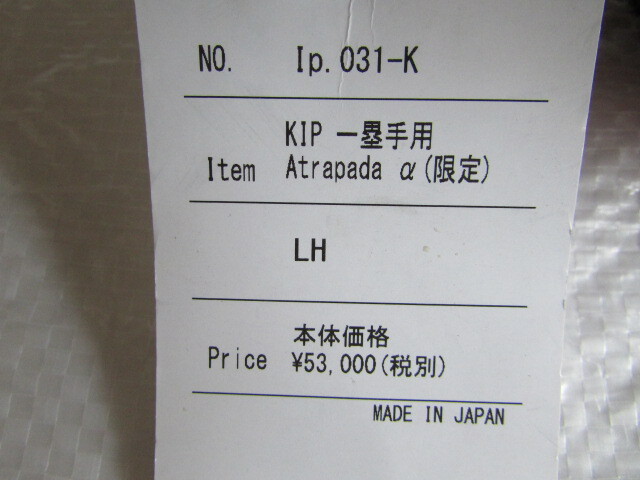 NO. Ip.031-K
KIP 一塁手用
Item Atrapada α(限定)
LH
本体価格
Price ¥53,000(税別)
MADE IN JAPAN